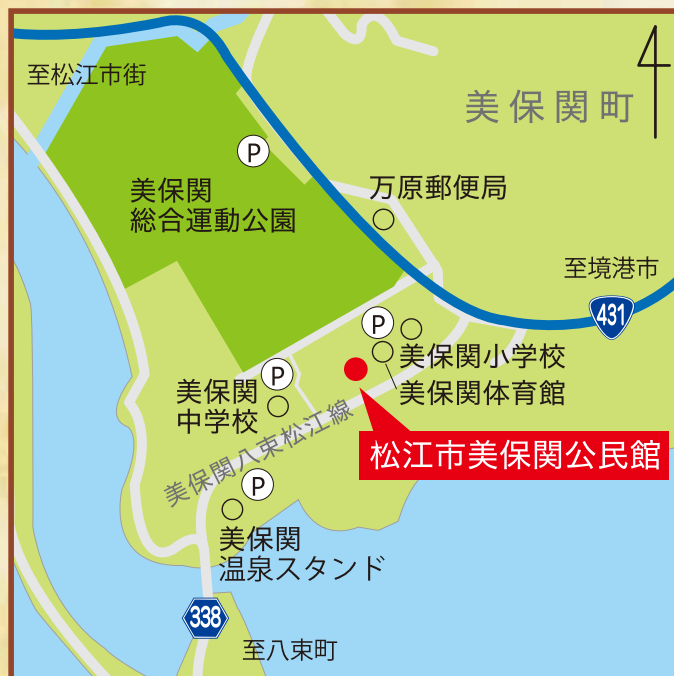 至松江市街
美保関町
P
美保関
総合運動公園
万原郵便局
至境港市
431
P
美保関小学校
美保関体育館
P
美保関
中学校
松江市美保関公民館
美保関八束松江線
P
美保関
温泉スタンド
338
至八束町